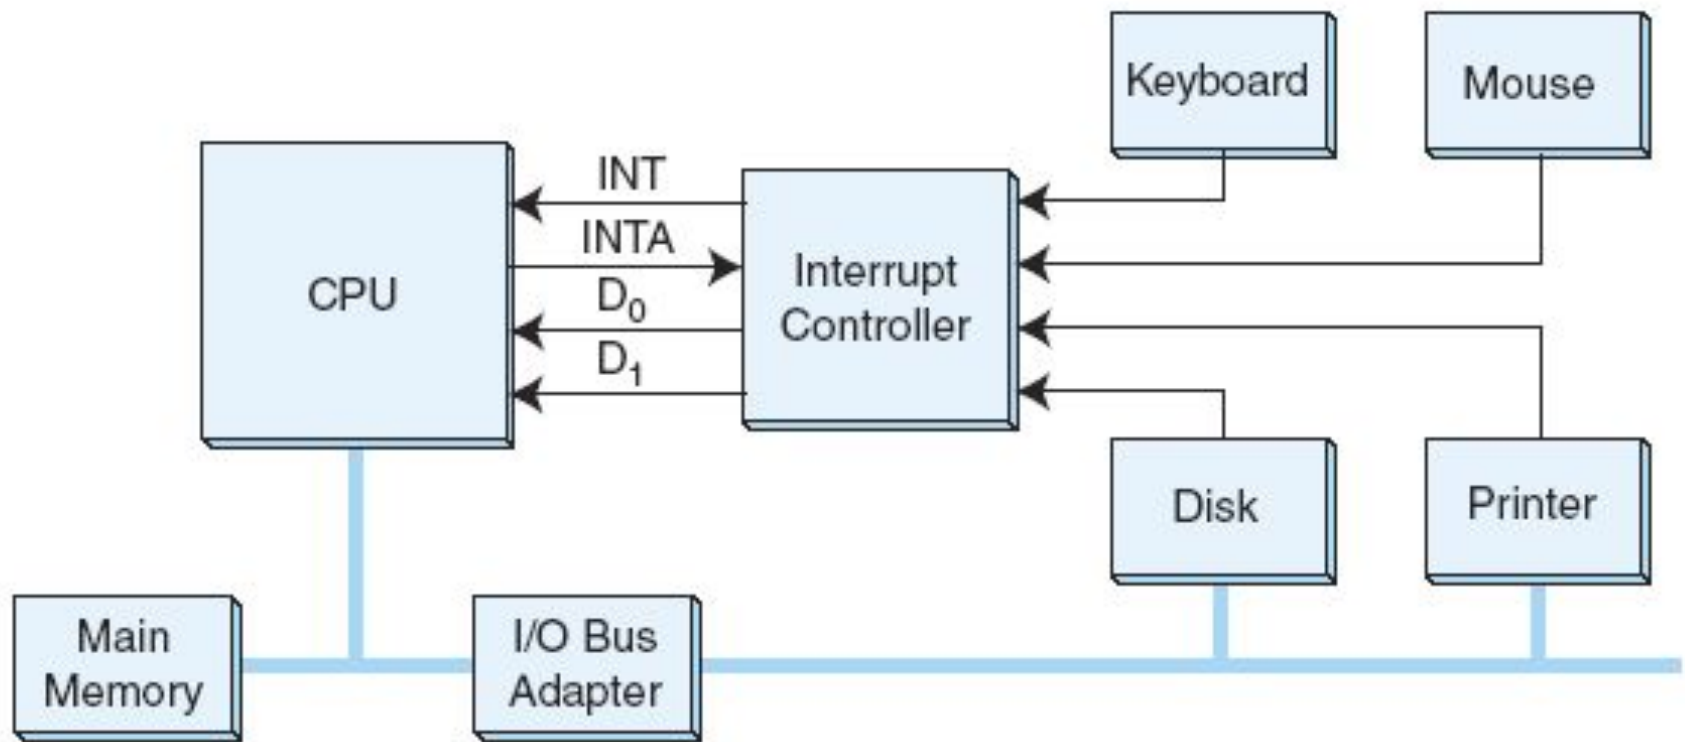 Keyboard
Mouse
INT
INTA
D₀
D₁
CPU
Interrupt
Controller
Disk
Printer
Main
Memory
I/O Bus
Adapter